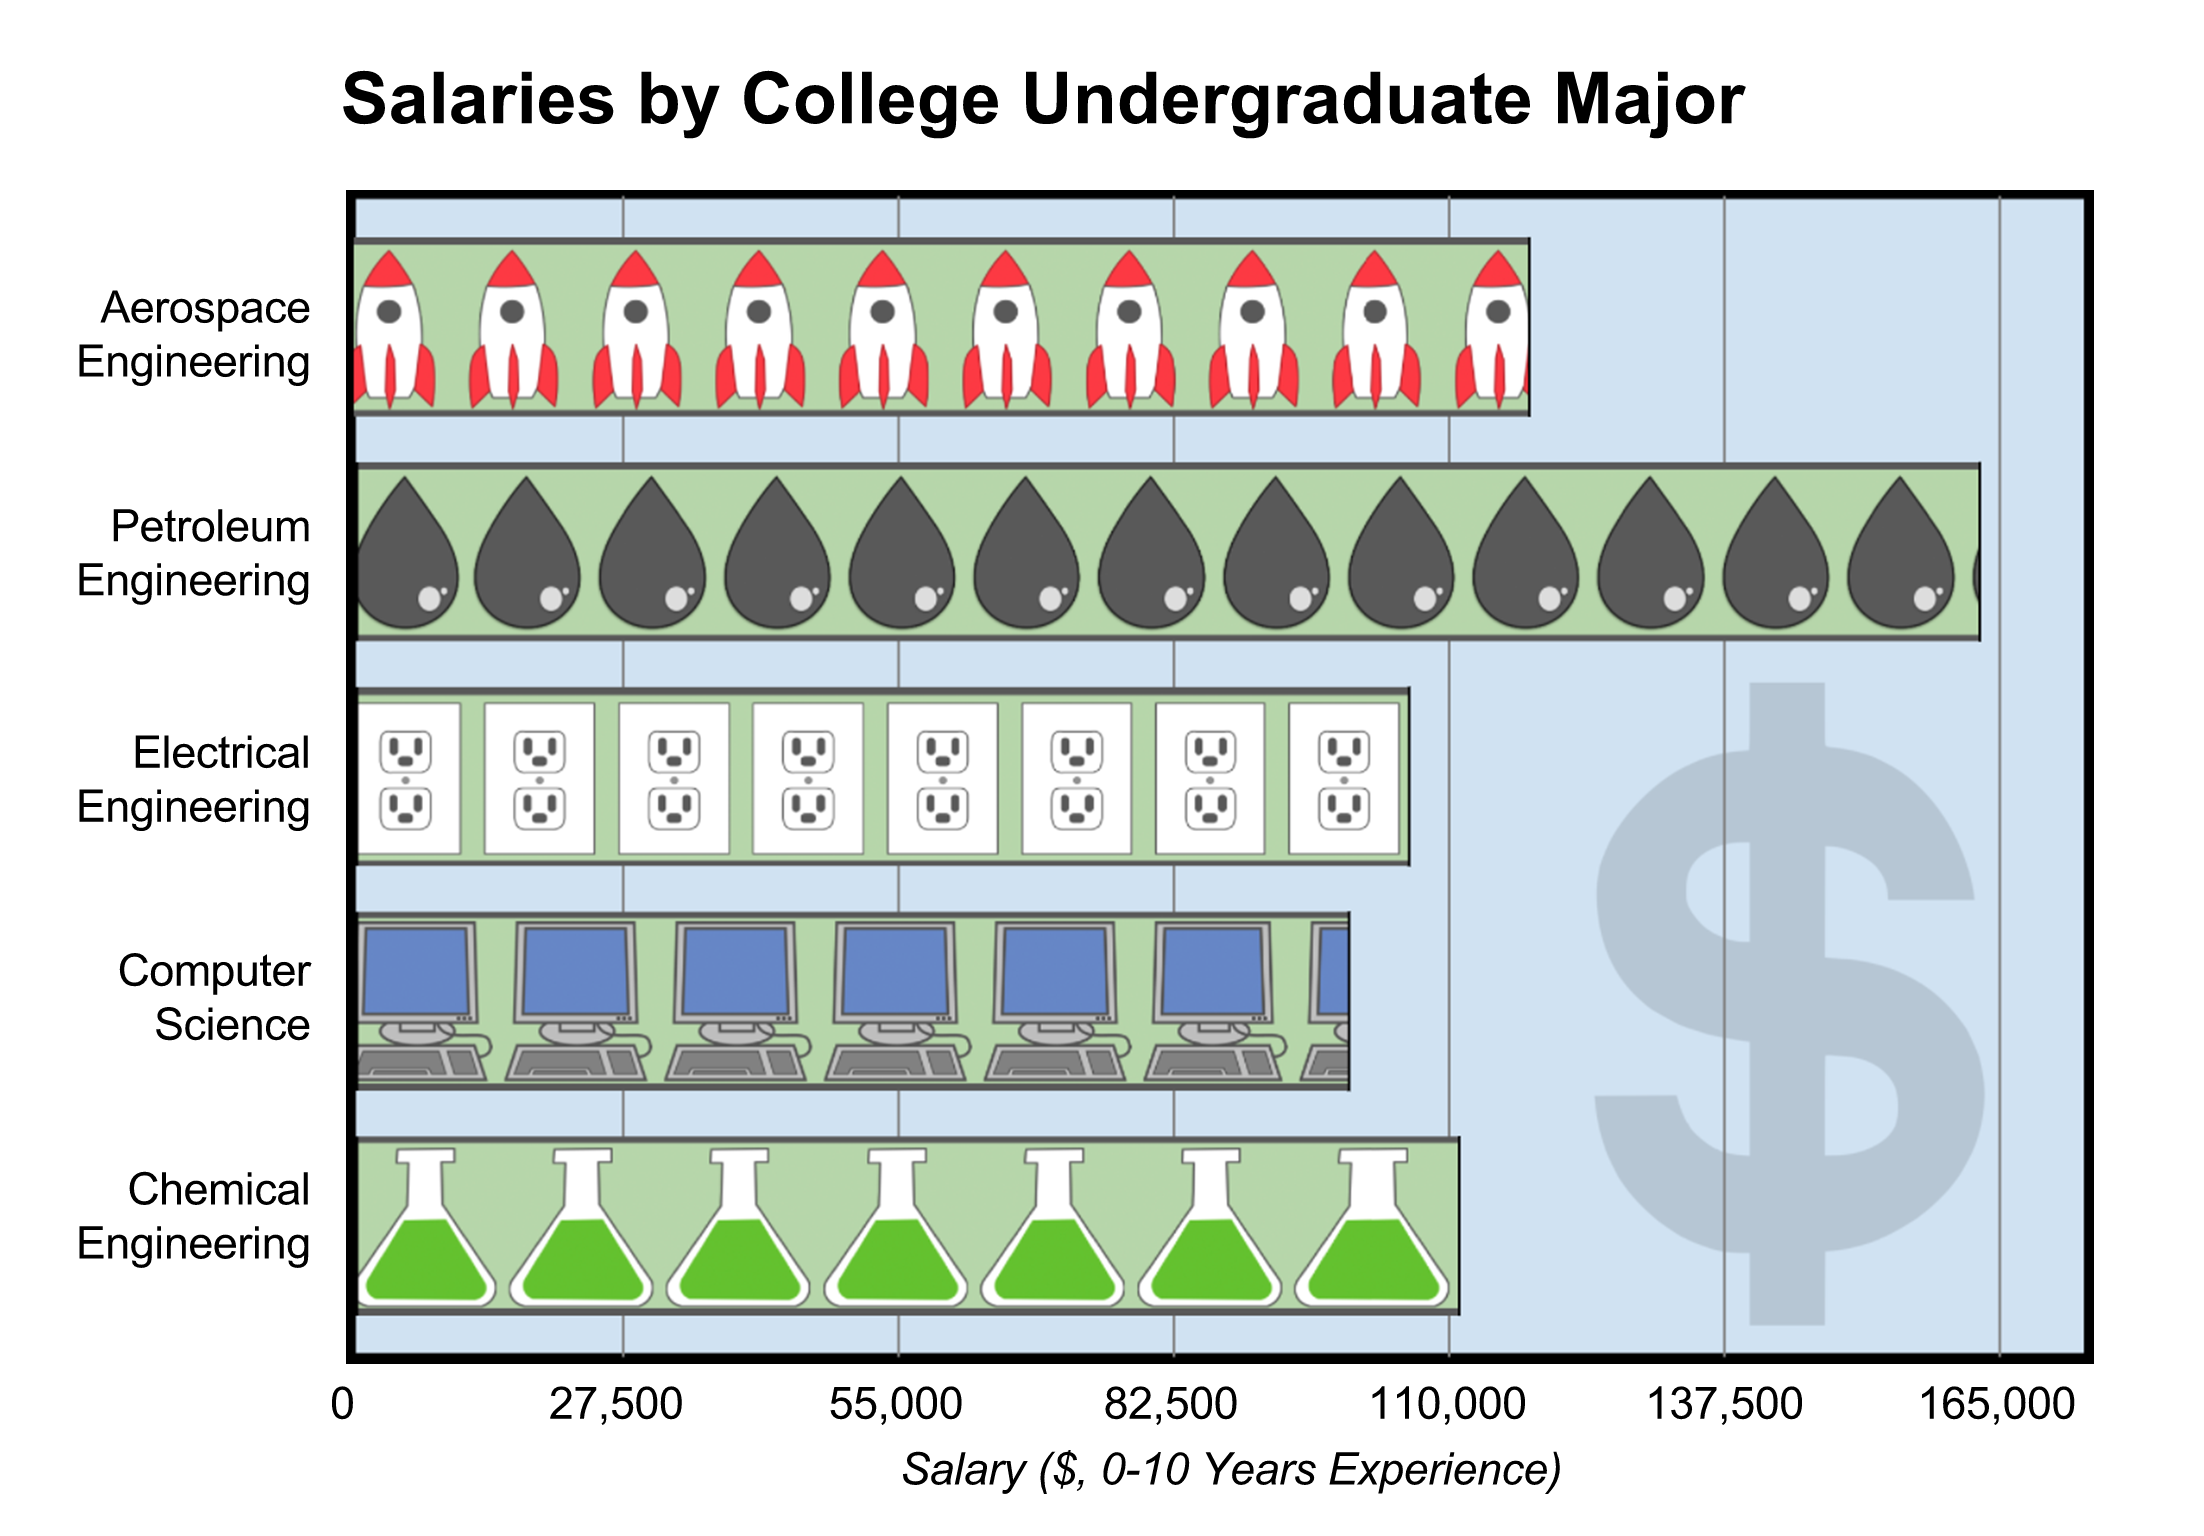 Salaries by College Undergraduate Major
Aerospace
Engineering
Petroleum
Engineering
Electrical
Engineering
Computer
Science
Chemical
Engineering
$
0 27,500 55,000 82,500 110,000 137,500 165,000
Salary ($, 0-10 Years Experience)